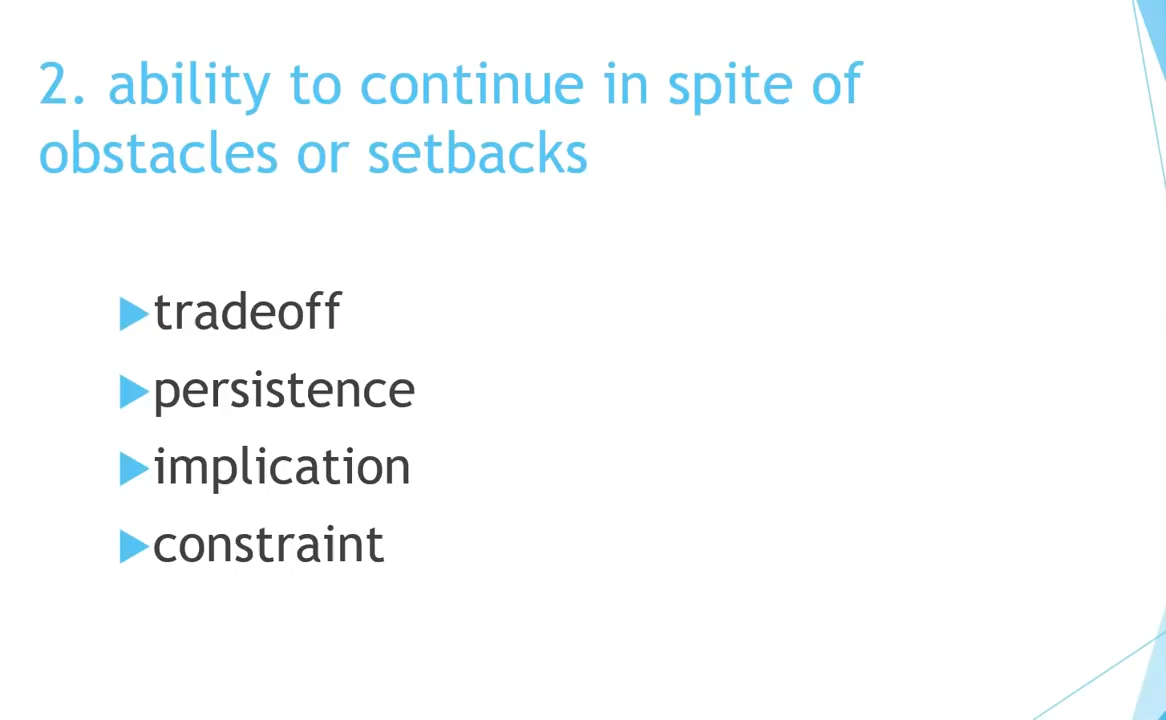 2. ability to continue in spite of
obstacles or setbacks
tradeoff
persistence
implication
constraint